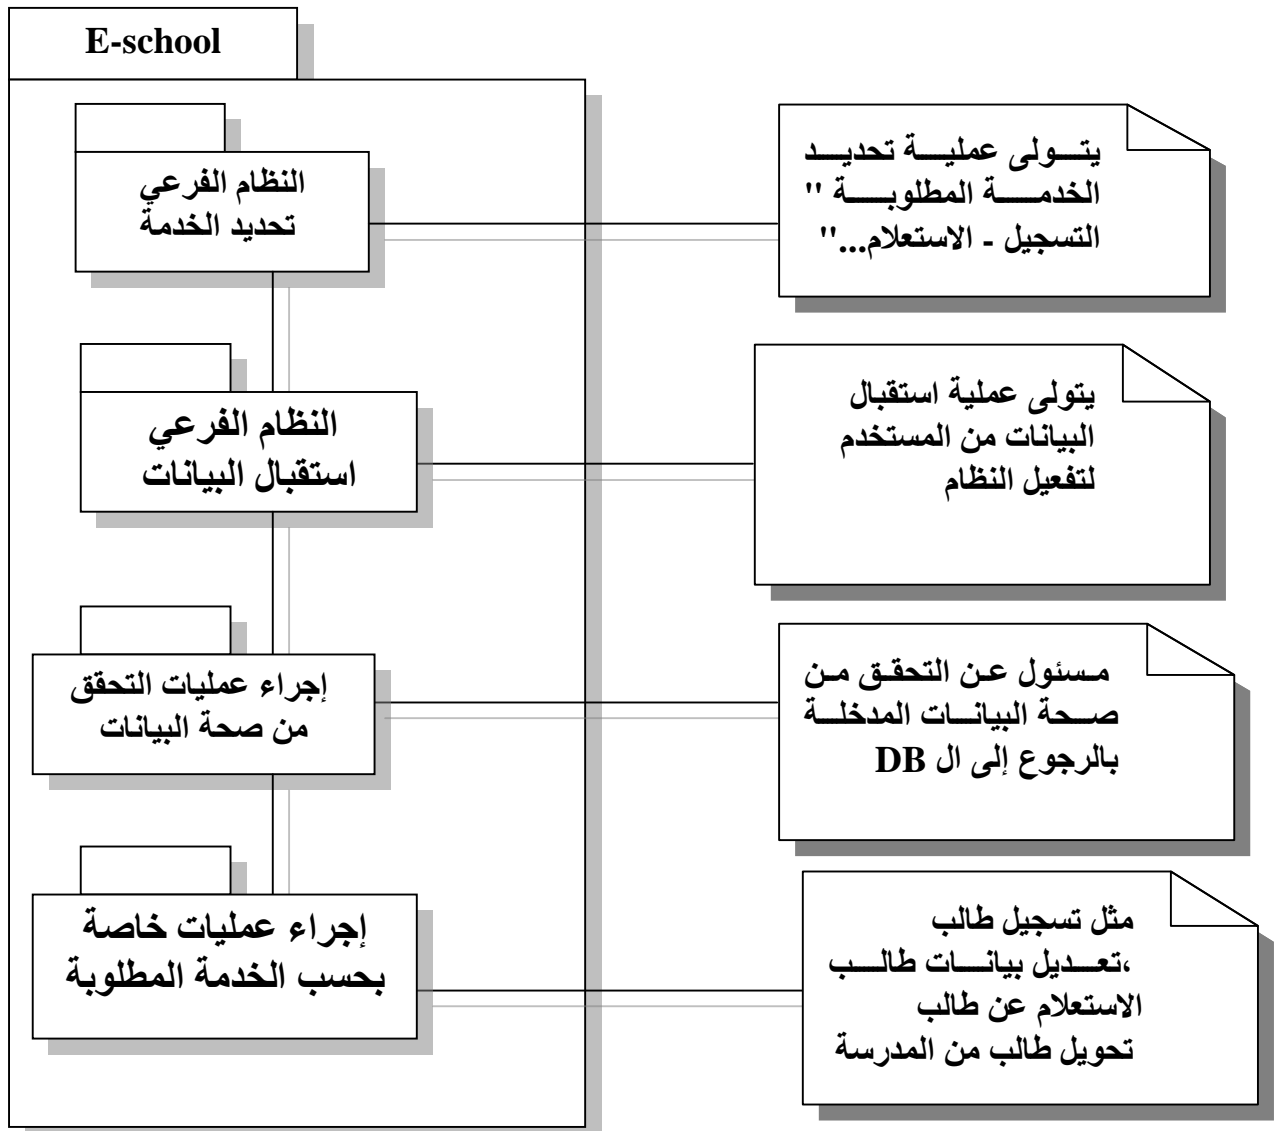 E-school
النظام الفرعي
تحديد الخدمة
يتولى عملية تحديد
الخدمة المطلوبة "
التسجيل - الاستعلام..."
النظام الفرعي
استقبال البيانات
يتولى عملية استقبال
البيانات من المستخدم
لتفعيل النظام
إجراء عمليات التحقق
من صحة البيانات
مسئول عن التحقق من
صحة البيانات المدخلة
بالرجوع إلى ال DB
إجراء عمليات خاصة
بحسب الخدمة المطلوبة
مثل تسجيل طالب
،تعديل بيانات طالب
الاستعلام عن طالب
تحويل طالب من المدرسة